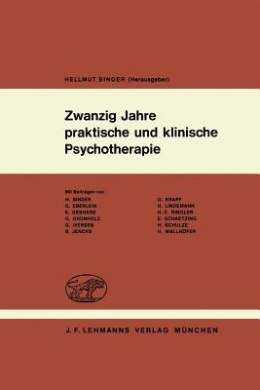 HELLMUT BINDER (Herausgeber)
Zwanzig Jahre
praktische und klinische
Psychotherapie
Mit Beiträgen von
H. BINDER
G. EBERLEIN
E. GEBHARD
G. GRÜNHOLZ
G. IVERSEN
B. JENCKS
G. KRAPF
H. LINDEMANN
H.-E. RINGLER
E. SCHAETZING
H. SCHULZE
H. WALLNÖFER
J. F. LEHMANNS VERLAG MÜNCHEN